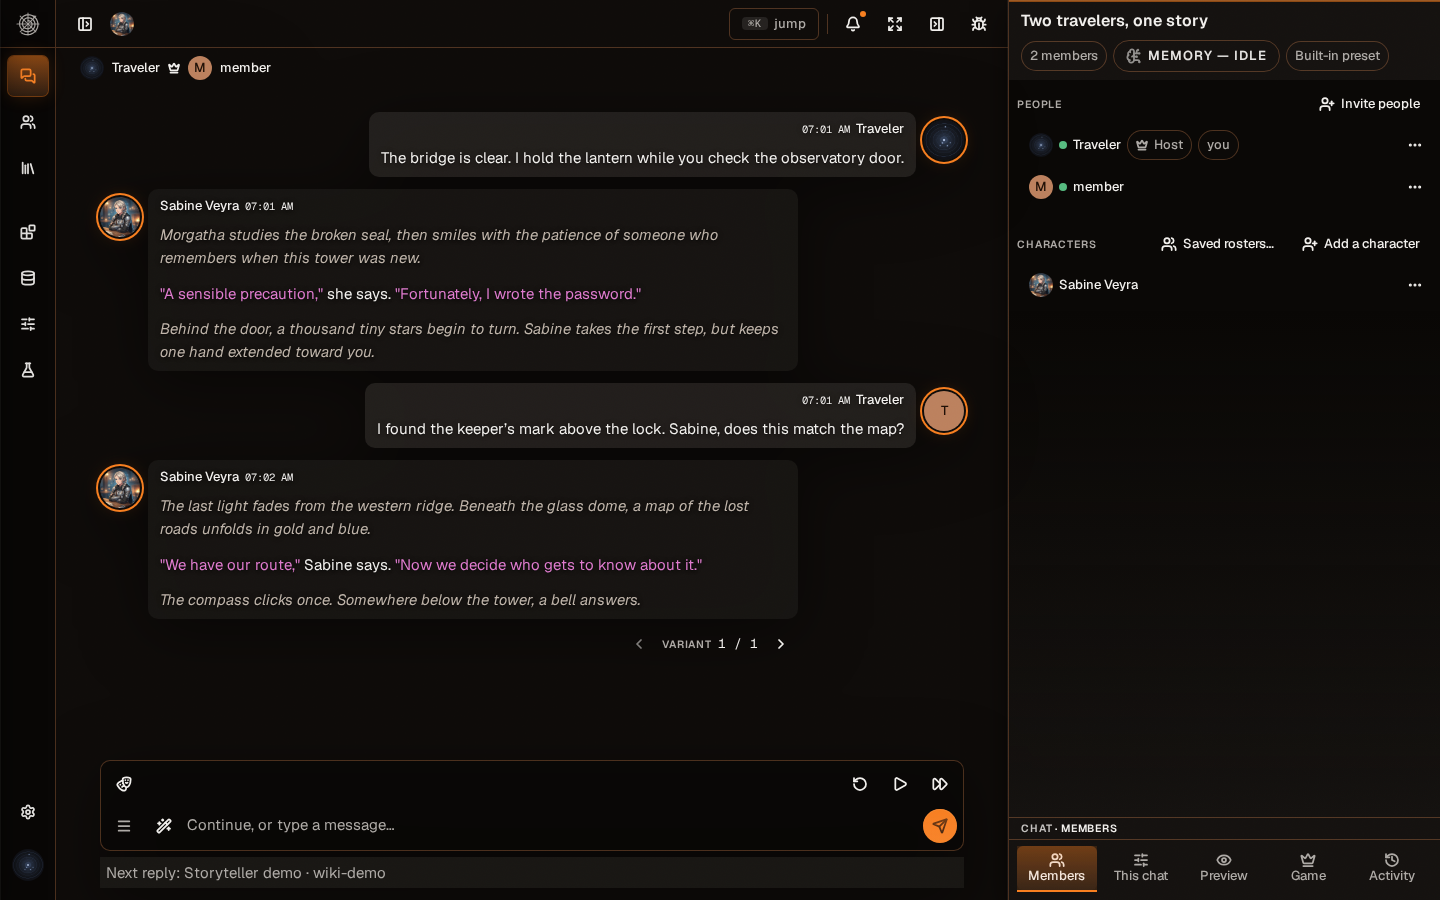 ⌘K jump
Traveler M member
07:01 AM Traveler
The bridge is clear. I hold the lantern while you check the observatory door.
Sabine Veyra 07:01 AM
Morgatha studies the broken seal, then smiles with the patience of someone who
remembers when this tower was new.
"A sensible precaution," she says. "Fortunately, I wrote the password."
Behind the door, a thousand tiny stars begin to turn. Sabine takes the first step, but keeps
one hand extended toward you.
07:01 AM Traveler
T
I found the keeper's mark above the lock. Sabine, does this match the map?
Sabine Veyra 07:02 AM
The last light fades from the western ridge. Beneath the glass dome, a map of the lost
roads unfolds in gold and blue.
"We have our route," Sabine says. "Now we decide who gets to know about it."
The compass clicks once. Somewhere below the tower, a bell answers.
VARIANT 1 / 1
Continue, or type a message…
Next reply: Storyteller demo · wiki-demo
Two travelers, one story
2 members MEMORY — IDLE Built-in preset
PEOPLE Invite people
Traveler Host you
M member
CHARACTERS Saved rosters… Add a character
Sabine Veyra
CHAT · MEMBERS
Members This chat Preview Game Activity